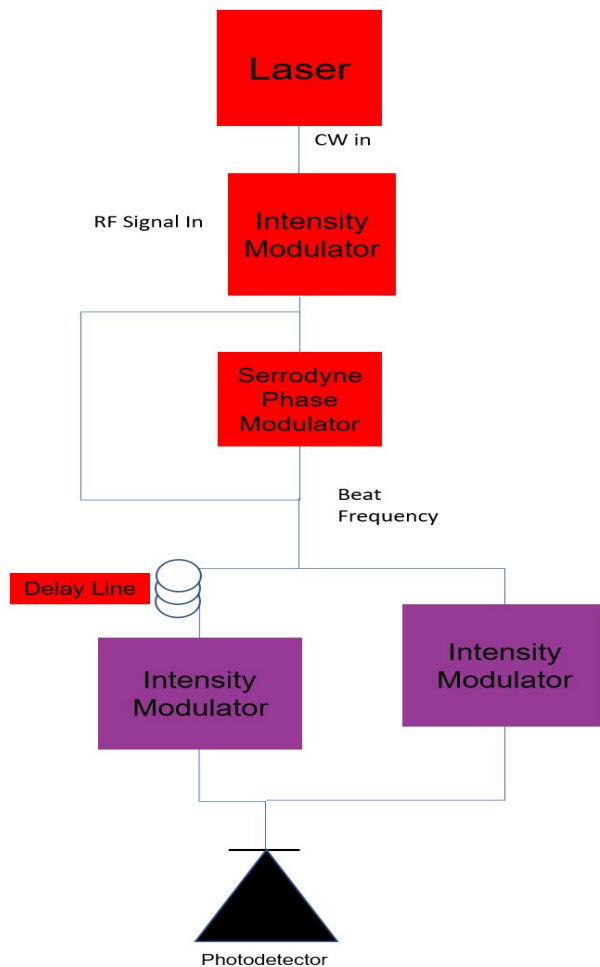 Laser
CW in
RF Signal In
Intensity
Modulator
Serrodyne
Phase
Modulator
Beat
Frequency
Delay Line
Intensity
Modulator
Intensity
Modulator
Photodetector